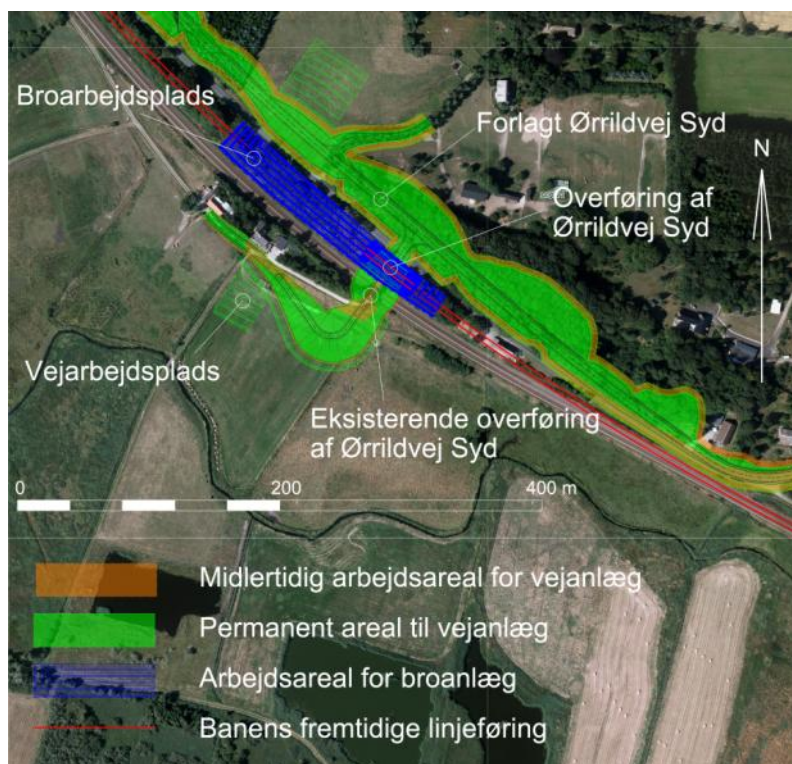 Broarbejdsplads
Forlagt Ørrildvej Syd
N
Overføring af
Ørrildvej Syd
Vejarbejdsplads
Eksisterende overføring
af Ørrildvej Syd
0 200 400 m
Midlertidig arbejdsareal for vejanlæg
Permanent areal til vejanlæg
Arbejdsareal for broanlæg
Banens fremtidige linjeføring